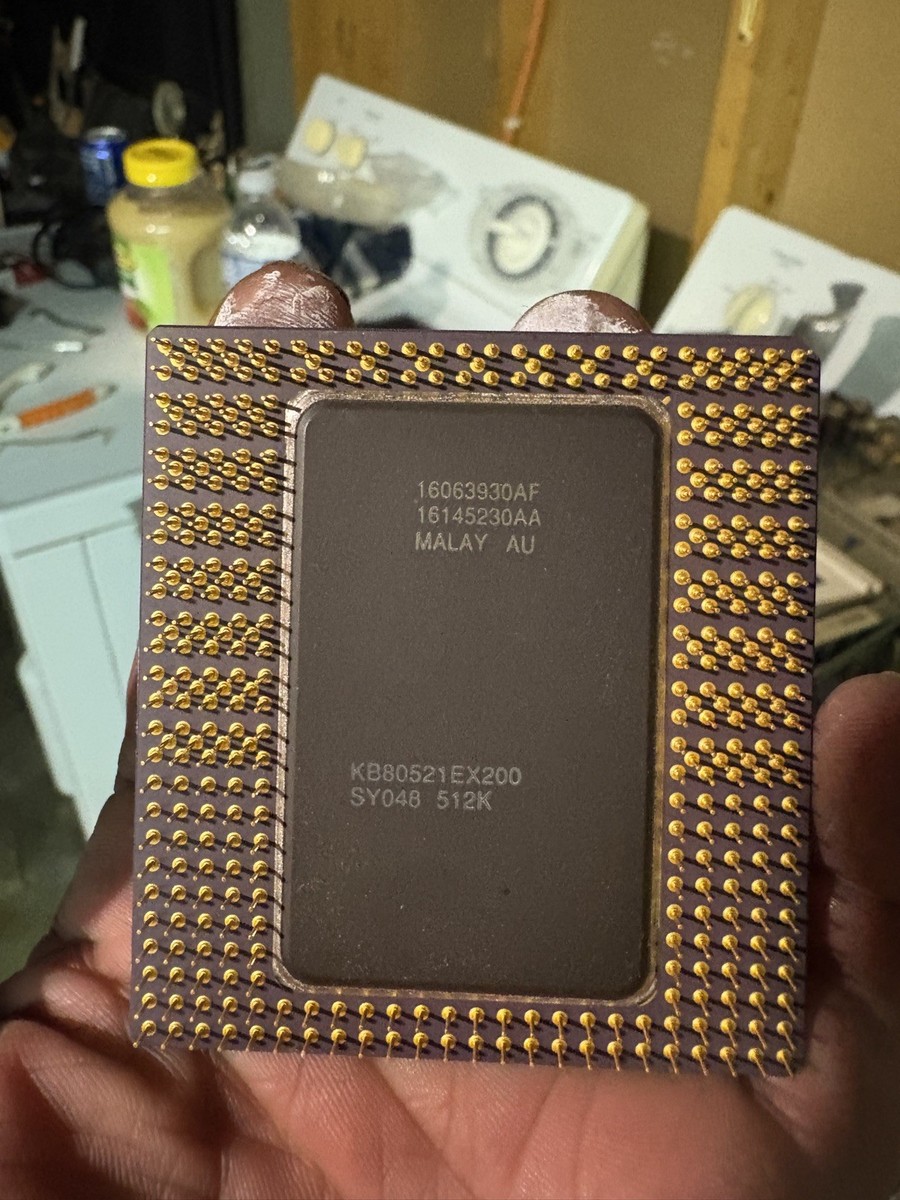 16063930AF
16145230AA
MALAY AU
KB80521EX200
SY048 512K